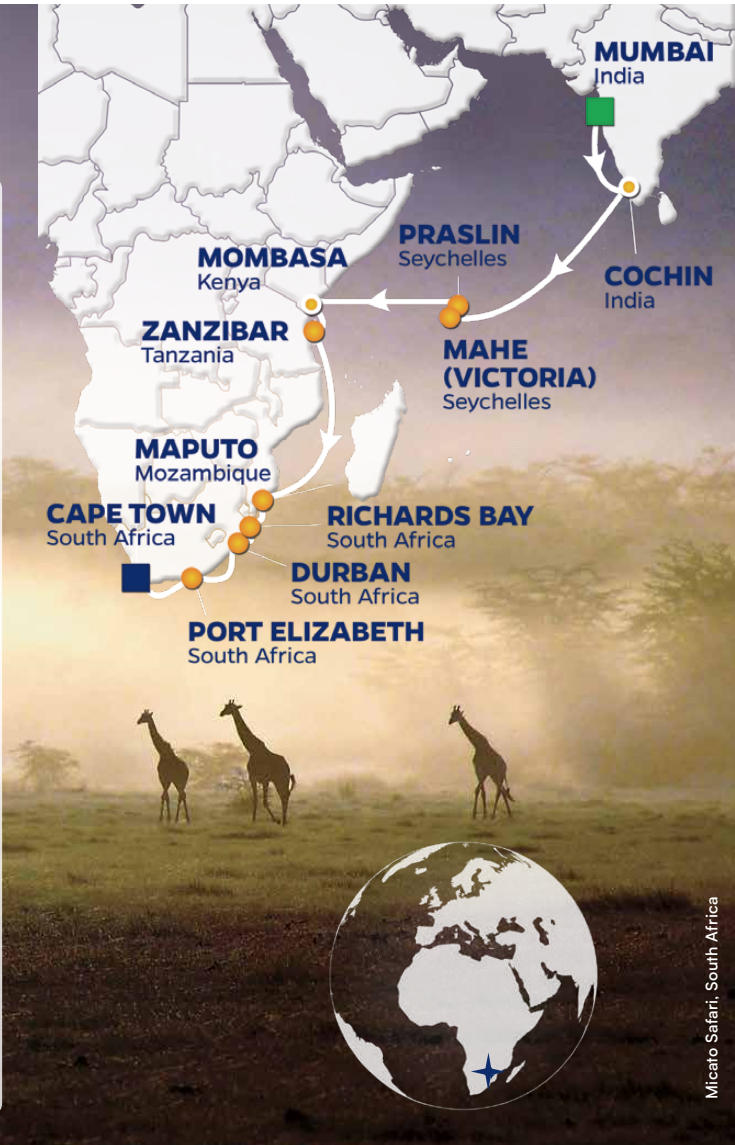 MUMBAI
India
PRASLIN
Seychelles
MOMBASA
Kenya
COCHIN
India
ZANZIBAR
Tanzania
MAHE
(VICTORIA)
Seychelles
MAPUTO
Mozambique
CAPE TOWN
South Africa
RICHARDS BAY
South Africa
DURBAN
South Africa
PORT ELIZABETH
South Africa
Micato Safari, South Africa